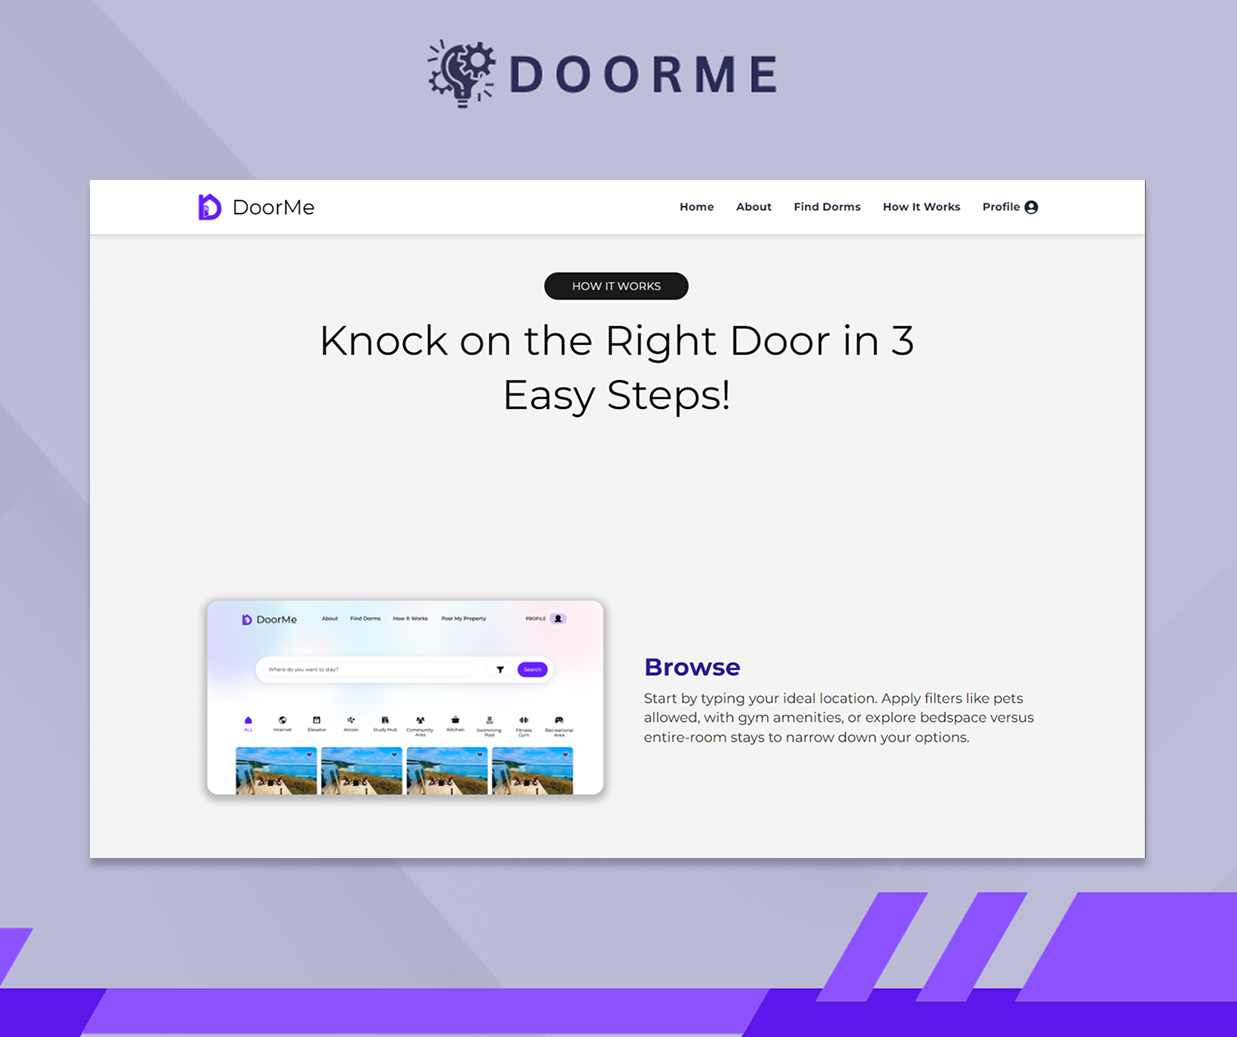 DOORME
DoorMe
Home About Find Dorms How It Works Profile
HOW IT WORKS
Knock on the Right Door in 3
Easy Steps!
DoorMe About Find Dorms How It Works Post My Property PROFILE
Where do you want to stay? Search
ALL Internet Elevator Aircon Study Hub Community Area Kitchen Swimming Pool Fitness Gym Recreational Area
Browse
Start by typing your ideal location. Apply filters like pets
allowed, with gym amenities, or explore bedspace versus
entire-room stays to narrow down your options.